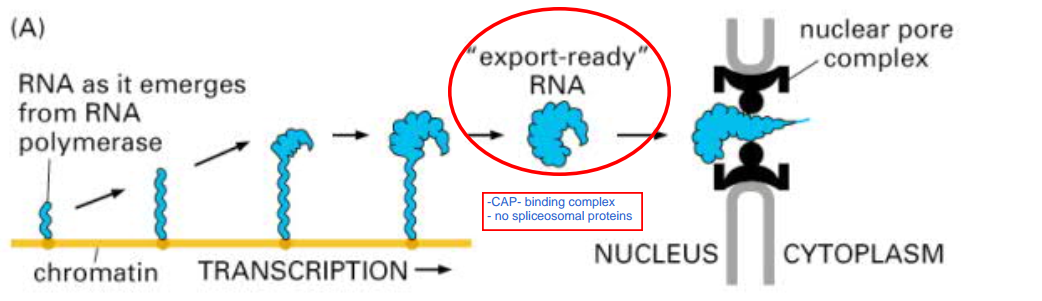 (A)
RNA as it emerges
from RNA
polymerase
"export-ready"
RNA
nuclear pore
complex
-CAP- binding complex
- no spliceosomal proteins
chromatin
TRANSCRIPTION
NUCLEUS
CYTOPLASM